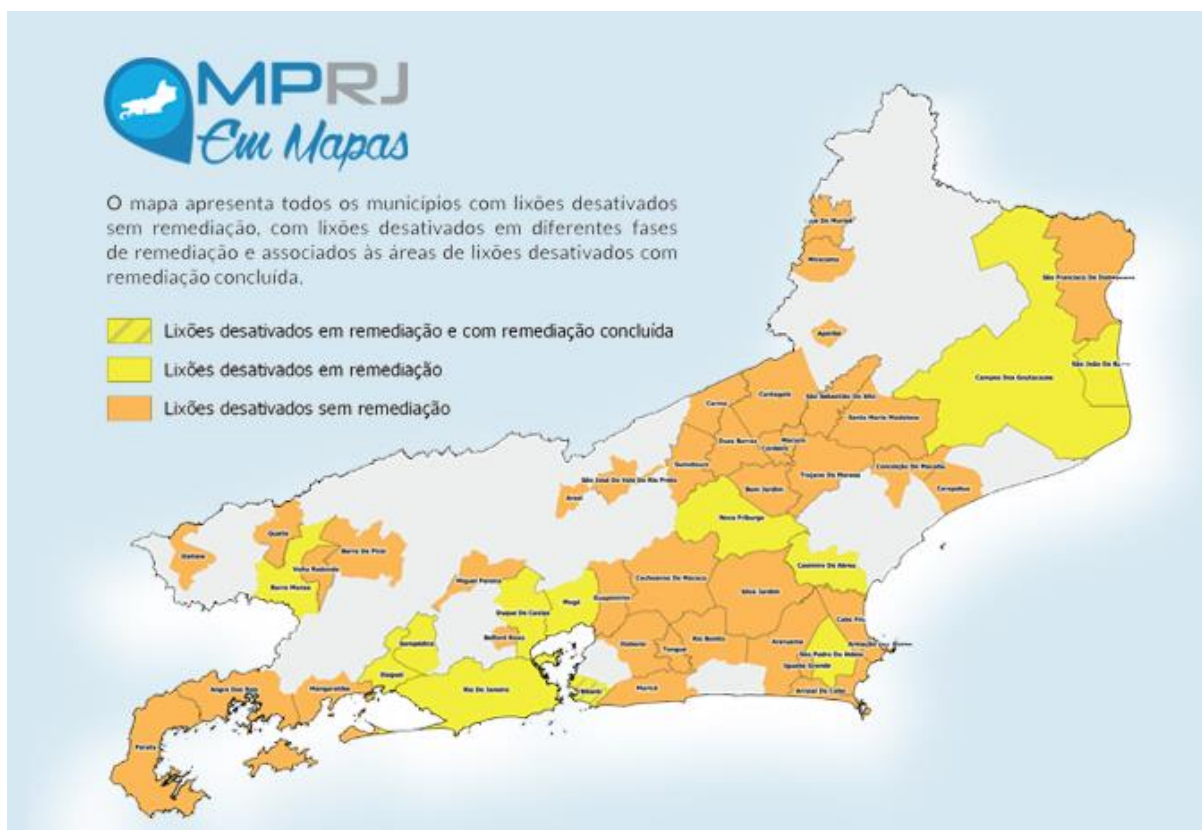 MPRJ
Em Mapas
O mapa apresenta todos os municípios com lixões desativados
sem remediação, com lixões desativados em diferentes fases
de remediação e associados às áreas de lixões desativados com
remediação concluída.
Lixões desativados em remediação e com remediação concluída
Lixões desativados em remediação
Lixões desativados sem remediação
Miracema
São Francisco De
Aperibé
São João Da
Campos Dos Goytacazes
Cantagalo
Carmo
São Sebastião Do Alto
Santa Maria Madalena
Duas Barras
Macuco
Cordeiro
Sumidouro
Trajano De Moraes
Conceição De Macabu
São José Do Vale Do Rio Preto
Bom Jardim
Carapebus
Areal
Nova Friburgo
Quatis
Itatiaia
Barra Do Piraí
Volta Redonda
Casimiro De Abreu
Miguel Pereira
Cachoeiras De Macacu
Barra Mansa
Silva Jardim
Guapimirim
Magé
Duque De Caxias
Cabo Frio
Belford Roxo
Rio Bonito
Araruama
Seropédica
Itaboraí
Tanguá
São Pedro Da Aldeia
Iguaba Grande
Itaguaí
Rio De Janeiro
Niterói
Maricá
Arraial Do Cabo
Angra Dos Reis
Mangaratiba
Paraty